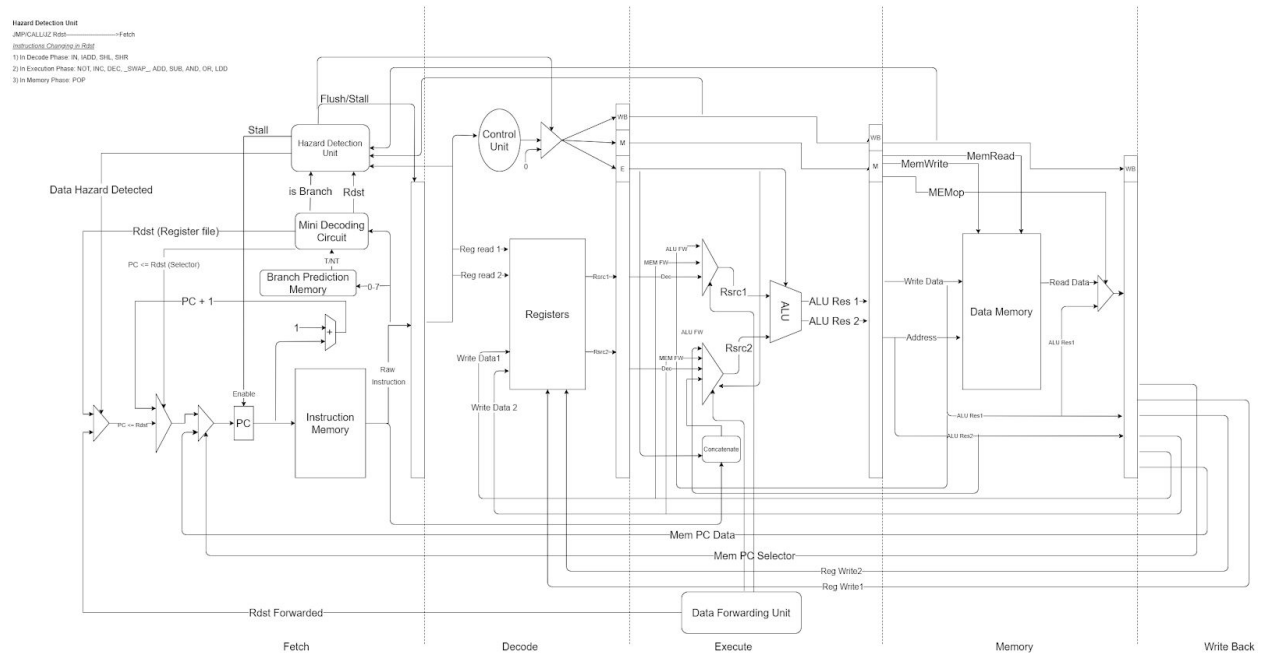 Hazard Detection Unit
JMP/CALL/JZ Rdst----------------------->Fetch
Instructions Changing in Rdst
1) In Decode Phase: IN, IADD, SHL, SHR
2) In Execution Phase: NOT, INC, DEC, _SWAP_, ADD, SUB, AND, OR, LDD
3) In Memory Phase: POP
Flush/Stall
Stall
Hazard Detection
Unit
Control
Unit
0
WB
M
E
WB
M
MemWrite
MemRead
MEMop
WB
Data Hazard Detected
is Branch
Rdst
Rdst (Register file)
Mini Decoding
Circuit
PC <= Rdst (Selector)
T/NT
Branch Prediction
Memory
0-7
PC + 1
1
+
Reg read 1
Reg read 2
Registers
Rsrc1
Rsrc2
Write Data1
Write Data 2
ALU FW
MEM FW
Dec
Rsrc1
ALU
ALU Res 1
ALU Res 2
ALU FW
MEM FW
Dec
Rsrc2
Concatenate
Write Data
Address
Data Memory
Read Data
ALU Res1
ALU Res1
ALU Res2
Raw
Instruction
Enable
PC <= Rdst
PC
Instruction
Memory
Mem PC Data
Mem PC Selector
Reg Write2
Reg Write1
Rdst Forwarded
Data Forwarding Unit
Fetch
Decode
Execute
Memory
Write Back